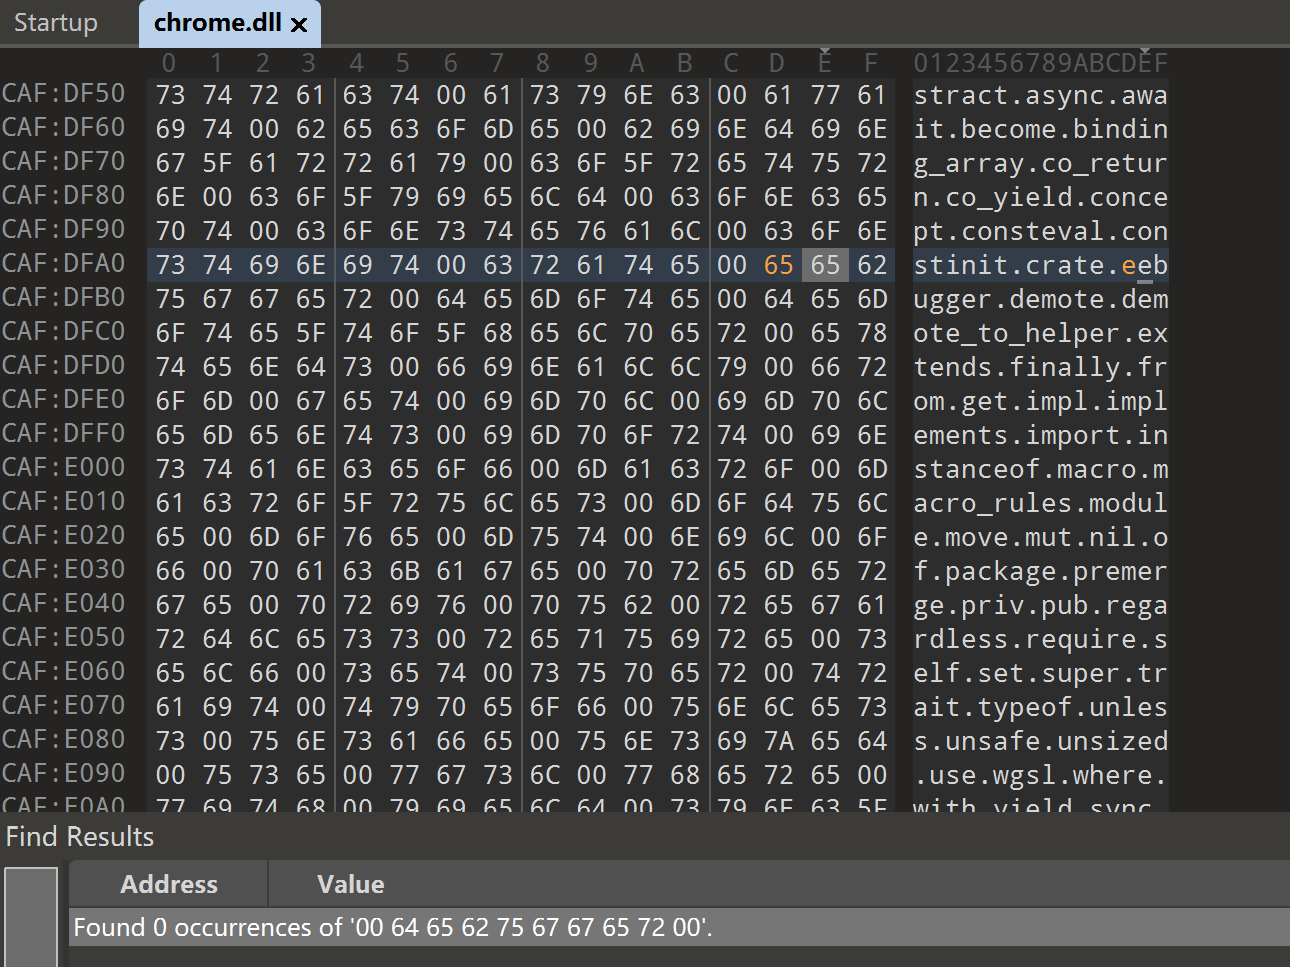 Startup chrome.dll ×
0 1 2 3 4 5 6 7 8 9 A B C D E F 0123456789ABCDEF
CAF:DF50 73 74 72 61 63 74 00 61 73 79 6E 63 00 61 77 61 stract.async.awa
CAF:DF60 69 74 00 62 65 63 6F 6D 65 00 62 69 6E 64 69 6E it.become.bindin
CAF:DF70 67 5F 61 72 72 61 79 00 63 6F 5F 72 65 74 75 72 g_array.co_retur
CAF:DF80 6E 00 63 6F 5F 79 69 65 6C 64 00 63 6F 6E 63 65 n.co_yield.conce
CAF:DF90 70 74 00 63 6F 6E 73 74 65 76 61 6C 00 63 6F 6E pt.consteval.con
CAF:DFA0 73 74 69 6E 69 74 00 63 72 61 74 65 00 65 65 62 stinit.crate.eeb
CAF:DFB0 75 67 67 65 72 00 64 65 6D 6F 74 65 00 64 65 6D ugger.demote.dem
CAF:DFC0 6F 74 65 5F 74 6F 5F 68 65 6C 70 65 72 00 65 78 ote_to_helper.ex
CAF:DFD0 74 65 6E 64 73 00 66 69 6E 61 6C 6C 79 00 66 72 tends.finally.fr
CAF:DFE0 6F 6D 00 67 65 74 00 69 6D 70 6C 00 69 6D 70 6C om.get.impl.impl
CAF:DFF0 65 6D 65 6E 74 73 00 69 6D 70 6F 72 74 00 69 6E ements.import.in
CAF:E000 73 74 61 6E 63 65 6F 66 00 6D 61 63 72 6F 00 6D stanceof.macro.m
CAF:E010 61 63 72 6F 5F 72 75 6C 65 73 00 6D 6F 64 75 6C acro_rules.modul
CAF:E020 65 00 6D 6F 76 65 00 6D 75 74 00 6E 69 6C 00 6F e.move.mut.nil.o
CAF:E030 66 00 70 61 63 6B 61 67 65 00 70 72 65 6D 65 72 f.package.premer
CAF:E040 67 65 00 70 72 69 76 00 70 75 62 00 72 65 67 61 ge.priv.pub.rega
CAF:E050 72 64 6C 65 73 73 00 72 65 71 75 69 72 65 00 73 rdless.require.s
CAF:E060 65 6C 66 00 73 65 74 00 73 75 70 65 72 00 74 72 elf.set.super.tr
CAF:E070 61 69 74 00 74 79 70 65 6F 66 00 75 6E 6C 65 73 ait.typeof.unles
CAF:E080 73 00 75 6E 73 61 66 65 00 75 6E 73 69 7A 65 64 s.unsafe.unsized
CAF:E090 00 75 73 65 00 77 67 73 6C 00 77 68 65 72 65 00 .use.wgsl.where.
CAF:E0A0 77 69 74 68 00 79 69 65 6C 64 00 73 79 6E 63 5F with.yield.sync_
Find Results
Address Value
Found 0 occurrences of '00 64 65 62 75 67 67 65 72 00'.